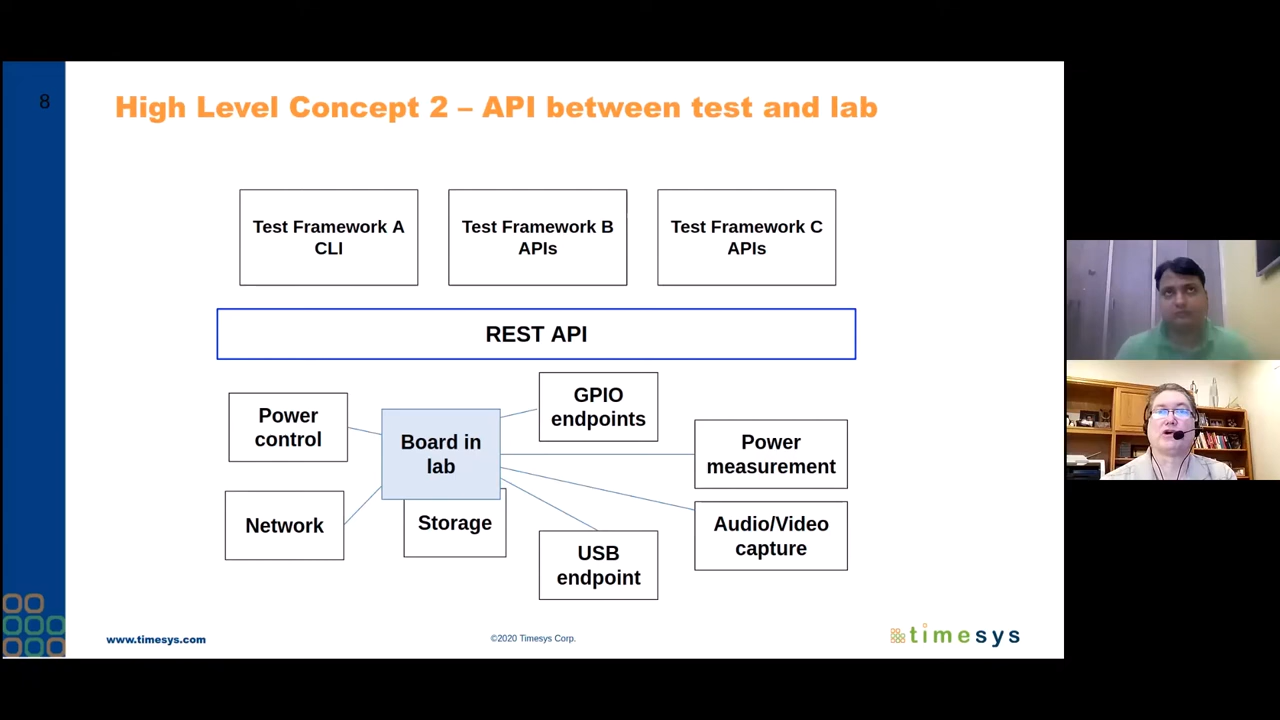 8
High Level Concept 2 – API between test and lab
Test Framework A
CLI
Test Framework B
APIs
Test Framework C
APIs
REST API
Power
control
Board in
lab
GPIO
endpoints
Power
measurement
Network
Storage
USB
endpoint
Audio/Video
capture
www.timesys.com
©2020 Timesys Corp.
timesys